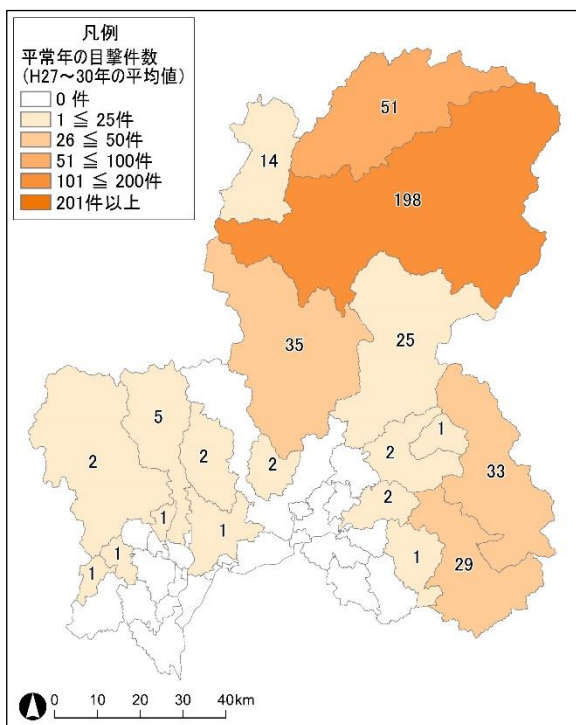 凡例
平常年の目撃件数
(H27～30年の平均値)
0 件
1 ≦ 25件
26 ≦ 50件
51 ≦ 100件
101 ≦ 200件
201件以上
51
14
198
35
25
5
1
2
2
2
2
33
1
2
1
1
1
1
29
0 10 20 30 40km